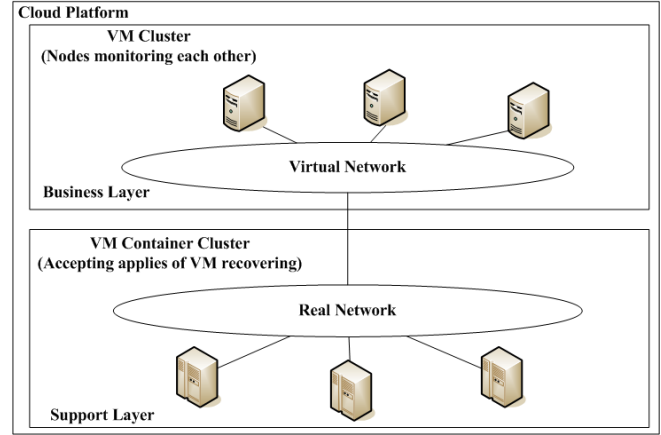 Cloud Platform
VM Cluster
(Nodes monitoring each other)
Virtual Network
Business Layer
VM Container Cluster
(Accepting applies of VM recovering)
Real Network
Support Layer